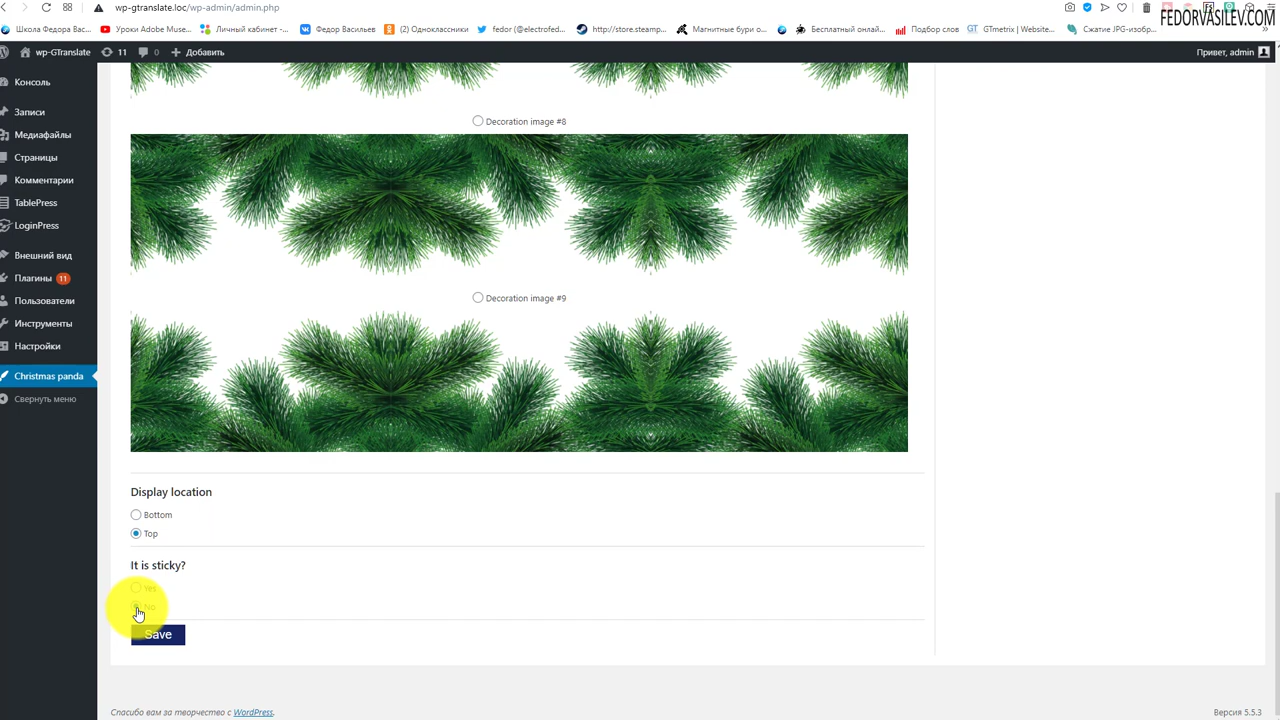 wp-gtranslate.loc/wp-admin/admin.php
FEDORVASILEV.COM
Школа Федора Вас...
Уроки Adobe Muse...
Личный кабинет -...
Федор Васильев
(2) Одноклассники
fedor (@electrofed...
http://store.steamp...
Магнитные бури о...
Бесплатный онлай...
Подбор слов
GTmetrix | Website...
Сжатие JPG-изобр...
wp-GTranslate
11
0
Добавить
Привет, admin
Консоль
Записи
Медиафайлы
Страницы
Комментарии
TablePress
LoginPress
Внешний вид
Плагины 11
Пользователи
Инструменты
Настройки
Christmas panda
Свернуть меню
Decoration image #8
Decoration image #9
Display location
Bottom
Top
It is sticky?
Yes
No
Save
Спасибо вам за творчество с WordPress.
Версия 5.5.3